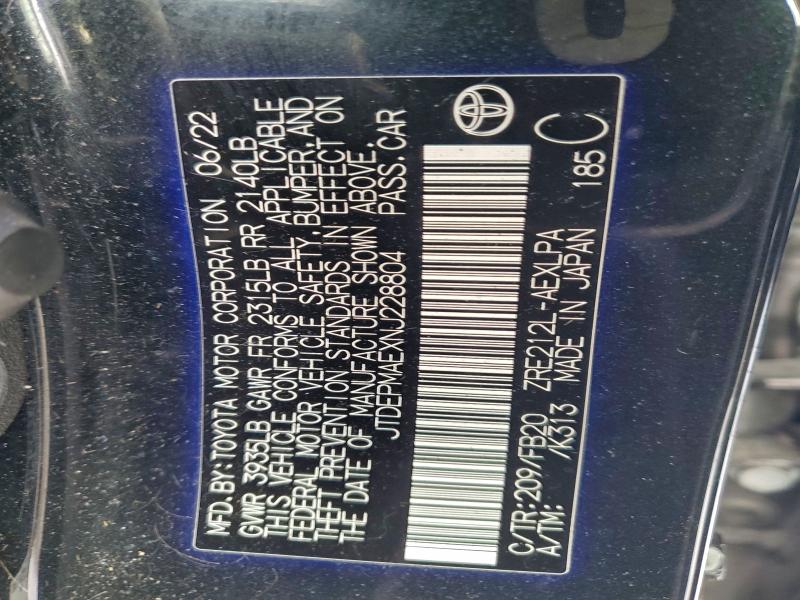 MFD. BY: TOYOTA MOTOR CORPORATION 06/22
GVWR 3935LB GAWR FR 2315LB RR 2140LB
THIS VEHICLE CONFORMS TO ALL APPLICABLE
FEDERAL MOTOR VEHICLE SAFETY, BUMPER, AND
THEFT PREVENTION STANDARDS IN EFFECT ON
THE DATE OF MANUFACTURE SHOWN ABOVE.
JTDEPMAEXNJ228804 PASS. CAR
C/TR: 209/FB20 ZRE212L-AEXLPA
A/TM: /K313 MADE IN JAPAN 185 C